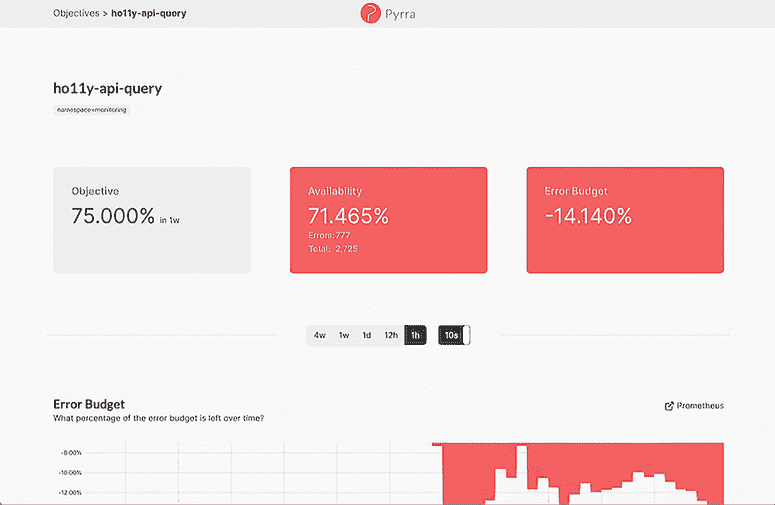 Objectives > ho11y-api-query
Pyrra
ho11y-api-query
namespace=monitoring
Objective
75.000% in 1w
Availability
71.465%
Errors: 777
Total: 2,725
Error Budget
-14.140%
4w 1w 1d 12h 1h 10s
Error Budget
Prometheus
What percentage of the error budget is left over time?
-8.00%
-10.00%
-12.00%